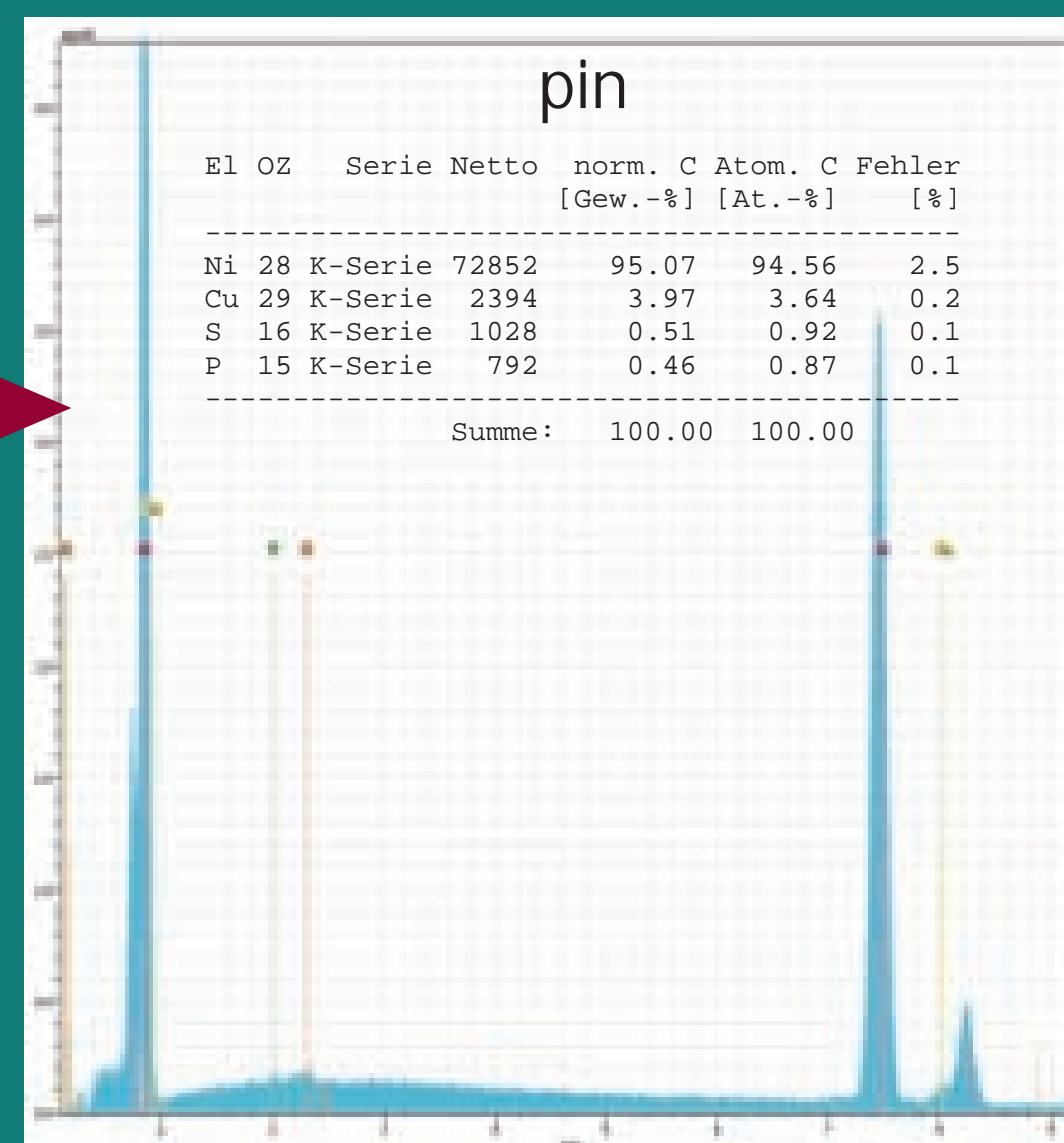 pin
El OZ Serie Netto norm. C Atom. C Fehler
[Gew.-%] [At.-%] [%]
Ni 28 K-Serie 72852 95.07 94.56 2.5
Cu 29 K-Serie 2394 3.97 3.64 0.2
S 16 K-Serie 1028 0.51 0.92 0.1
P 15 K-Serie 792 0.46 0.87 0.1
Summe: 100.00 100.00